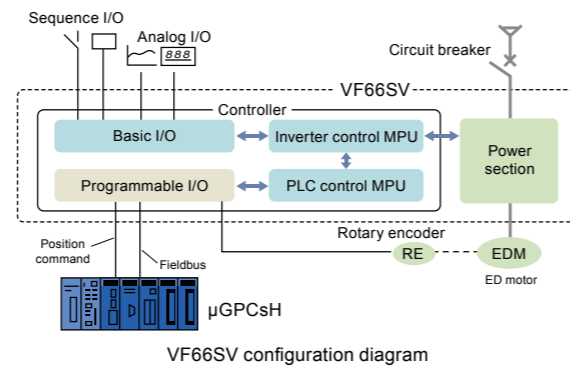 Sequence I/O
Analog I/O
888
Circuit breaker
VF66SV
Controller
Basic I/O
Inverter control MPU
Power
section
Programmable I/O
PLC control MPU
Rotary encoder
Position
command
Fieldbus
RE
EDM
ED motor
μGPCsH
VF66SV configuration diagram